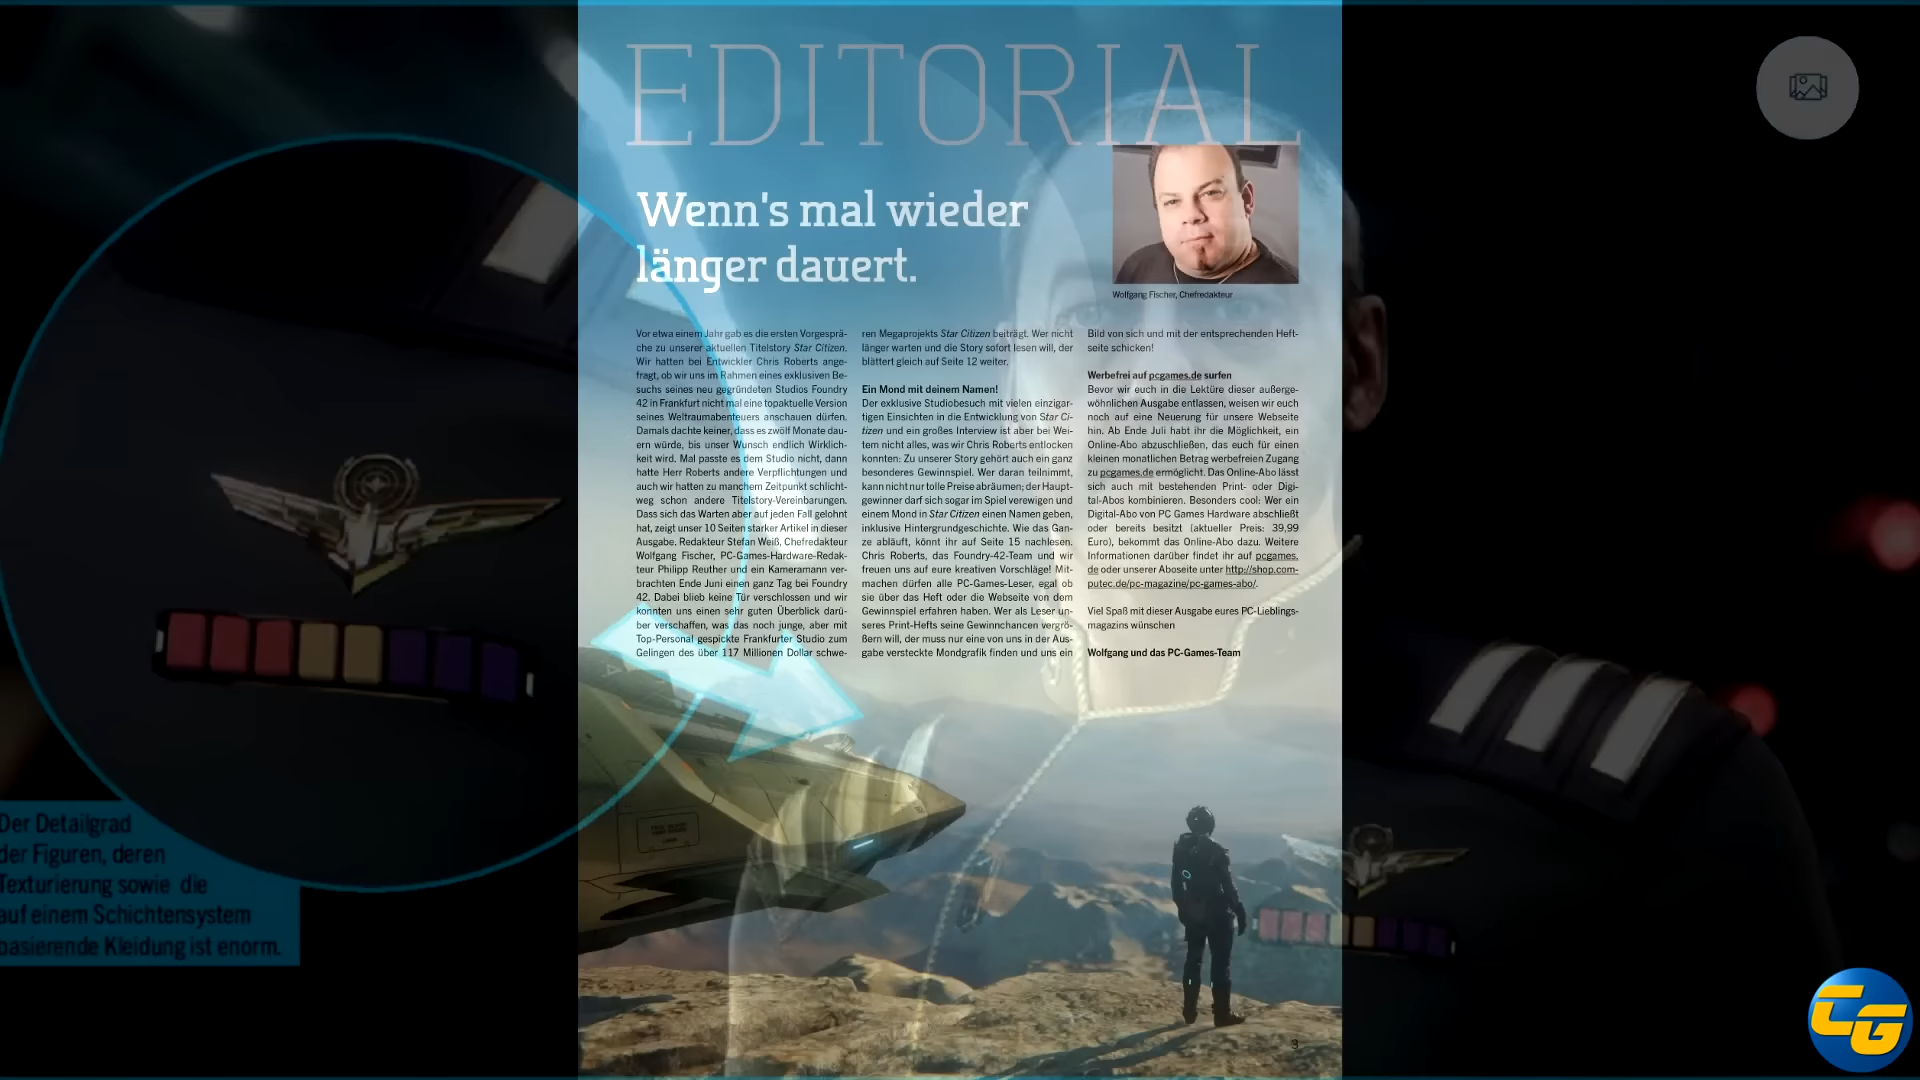 EDITORIAL
Wenn's mal wieder
länger dauert.
Wolfgang Fischer, Chefredakteur
Vor etwa einem Jahr gab es die ersten Vorgesprä-
che zu unserer aktuellen Titelstory Star Citizen.
Wir hatten bei Entwickler Chris Roberts ange-
fragt, ob wir uns im Rahmen eines exklusiven Be-
suchs seines neu gegründeten Studios Foundry
42 in Frankfurt nicht mal eine topaktuelle Version
seines Weltraumabenteuers anschauen dürfen.
Damals dachte keiner, dass es zwölf Monate dau-
ern würde, bis unser Wunsch endlich Wirklich-
keit wird. Mal passte es dem Studio nicht, dann
hatte Herr Roberts andere Verpflichtungen und
auch wir hatten zu manchem Zeitpunkt schlicht-
weg schon andere Titelstory-Vereinbarungen.
Dass sich das Warten aber auf jeden Fall gelohnt
hat, zeigt unser 10 Seiten starker Artikel in dieser
Ausgabe. Redakteur Stefan Weiß, Chefredakteur
Wolfgang Fischer, PC-Games-Hardware-Redak-
teur Philipp Reuther und ein Kameramann ver-
brachten Ende Juni einen ganz Tag bei Foundry
42. Dabei blieb keine Tür verschlossen und wir
konnten uns einen sehr guten Überblick darü-
ber verschaffen, was das noch junge, aber mit
Top-Personal gespickte Frankfurter Studio zum
Gelingen des über 117 Millionen Dollar schwe-
ren Megaprojekts Star Citizen beiträgt. Wer nicht
länger warten und die Story sofort lesen will, der
blättert gleich auf Seite 12 weiter.
Ein Mond mit deinem Namen!
Der exklusive Studiobesuch mit vielen einzigar-
tigen Einsichten in die Entwicklung von Star Ci-
tizen und ein großes Interview ist aber bei Wei-
tem nicht alles, was wir Chris Roberts entlocken
konnten: Zu unserer Story gehört auch ein ganz
besonderes Gewinnspiel. Wer daran teilnimmt,
kann nicht nur tolle Preise abräumen; der Haupt-
gewinner darf sich sogar im Spiel verewigen und
einem Mond in Star Citizen einen Namen geben,
inklusive Hintergrundgeschichte. Wie das Gan-
ze abläuft, könnt ihr auf Seite 15 nachlesen.
Chris Roberts, das Foundry-42-Team und wir
freuen uns auf eure kreativen Vorschläge! Mit-
machen dürfen alle PC-Games-Leser, egal ob
sie über das Heft oder die Webseite von dem
Gewinnspiel erfahren haben. Wer als Leser un-
seres Print-Hefts seine Gewinnchancen vergrö-
ßern will, der muss nur eine von uns in der Aus-
gabe versteckte Mondgrafik finden und uns ein
Bild von sich und mit der entsprechenden Heft-
seite schicken!
Werbefrei auf pcgames.de surfen
Bevor wir euch in die Lektüre dieser außerge-
wöhnlichen Ausgabe entlassen, weisen wir euch
noch auf eine Neuerung für unsere Webseite
hin. Ab Ende Juli habt ihr die Möglichkeit, ein
Online-Abo abzuschließen, das euch für einen
kleinen monatlichen Betrag werbefreien Zugang
zu pcgames.de ermöglicht. Das Online-Abo lässt
sich auch mit bestehenden Print- oder Digi-
tal-Abos kombinieren. Besonders cool: Wer ein
Digital-Abo von PC Games Hardware abschließt
oder bereits besitzt (aktueller Preis: 39,99
Euro), bekommt das Online-Abo dazu. Weitere
Informationen darüber findet ihr auf pcgames.
de oder unserer Aboseite unter http://shop.com-
putec.de/pc-magazine/pc-games-abo/.
Viel Spaß mit dieser Ausgabe eures PC-Lieblings-
magazins wünschen
Wolfgang und das PC-Games-Team
3
Der Detailgrad
der Figuren, deren
Texturierung sowie die
auf einem Schichtensystem
basierende Kleidung ist enorm.
CG